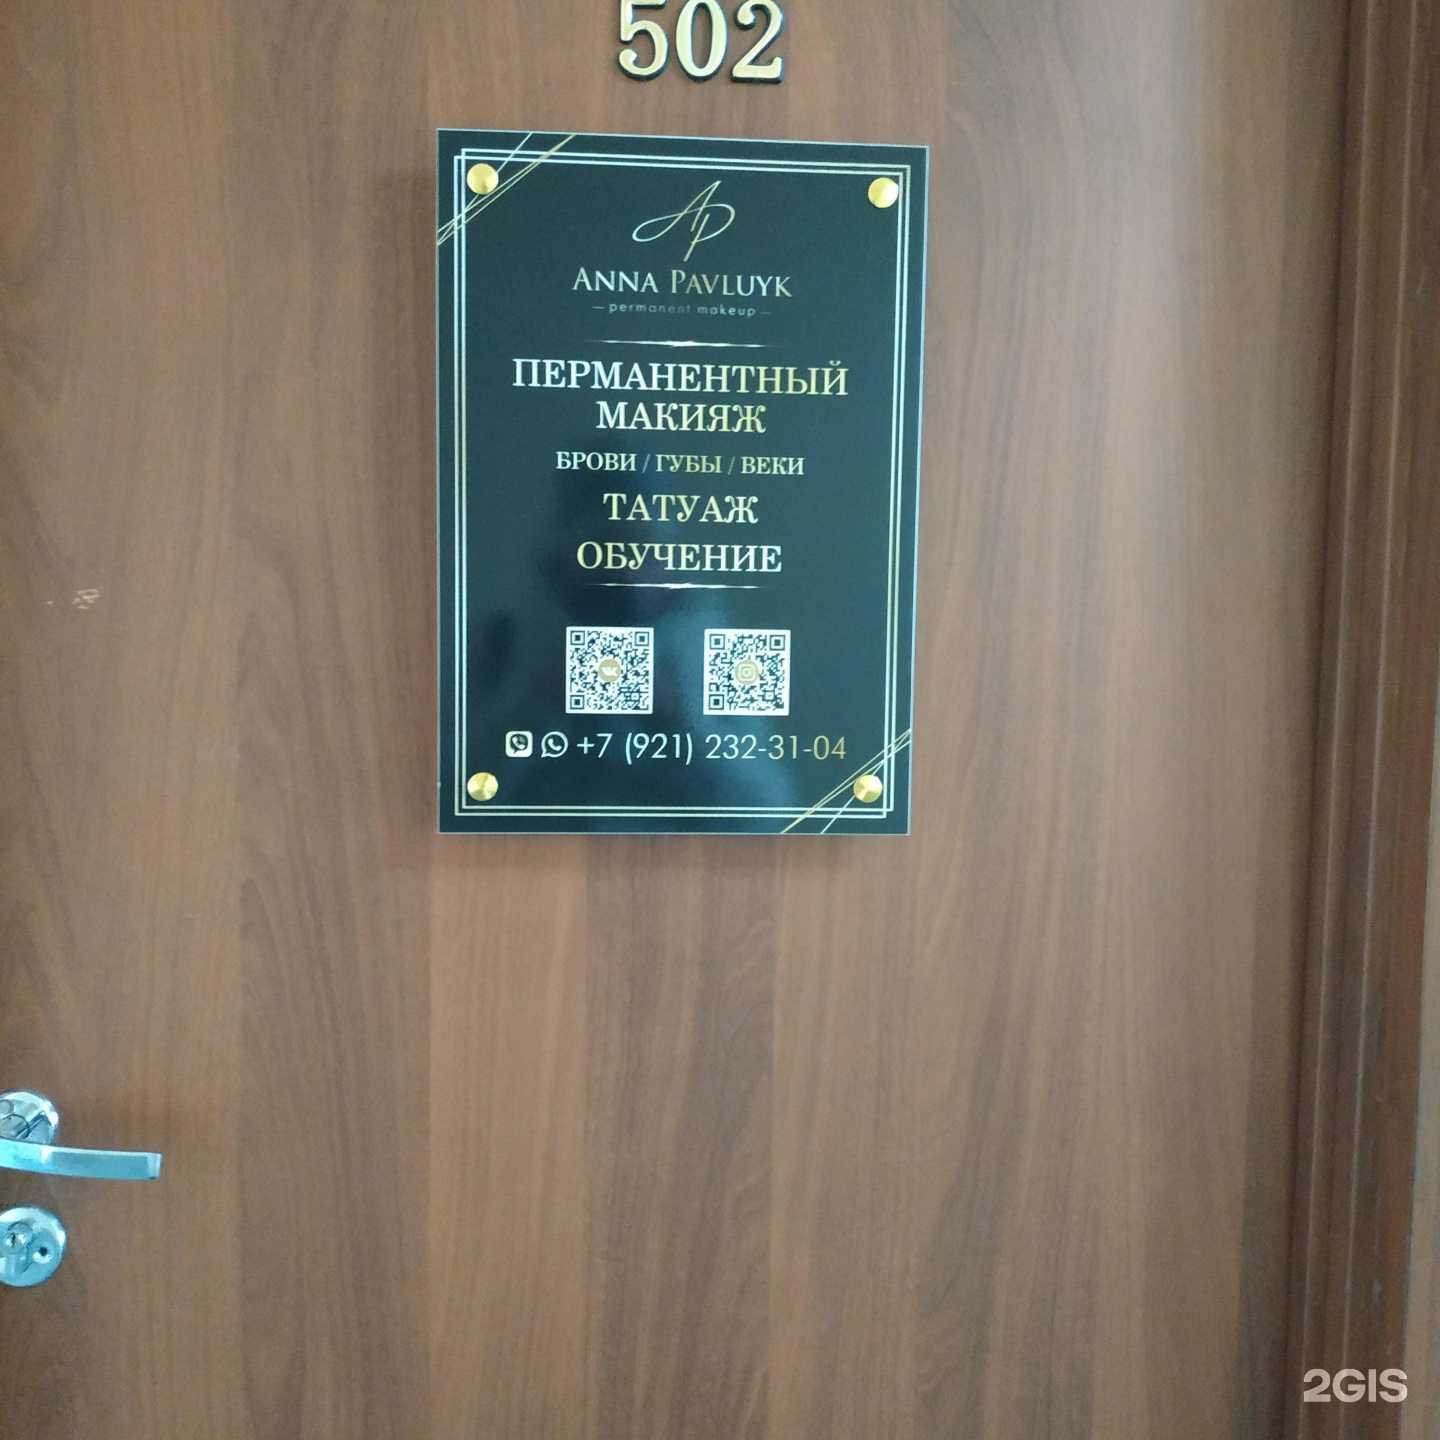 502
AP
ANNA PAVLUYK
— permanent makeup —
ПЕРМАНЕНТНЫЙ
МАКИЯЖ
БРОВИ / ГУБЫ / ВЕКИ
ТАТУАЖ
ОБУЧЕНИЕ
+7 (921) 232-31-04
2GIS